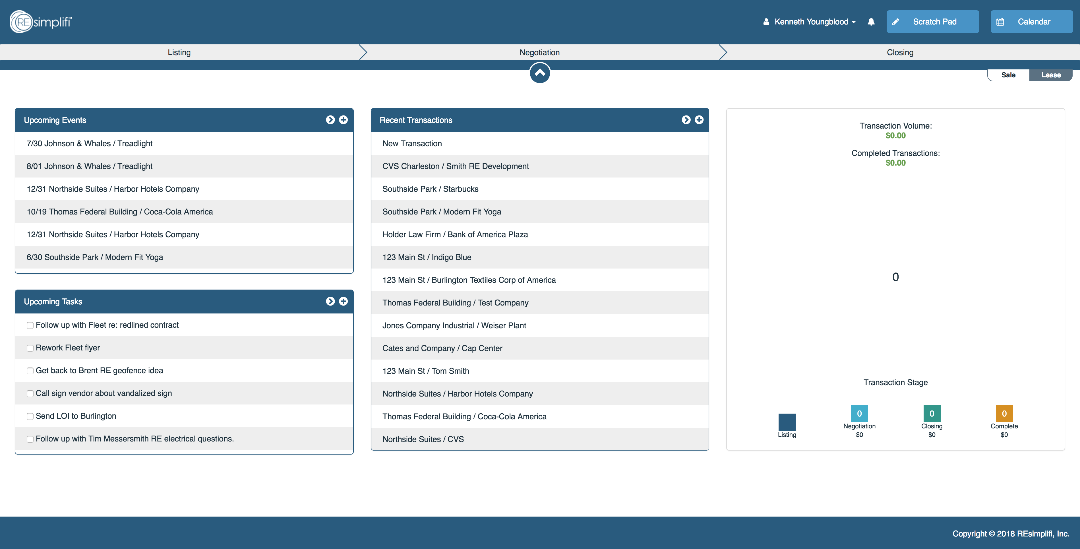 REsimplifi
Kenneth Youngblood
Scratch Pad
Calendar
Listing
Negotiation
Closing
Sale
Lease
Upcoming Events
7/30 Johnson & Whales / Treadlight
8/01 Johnson & Whales / Treadlight
12/31 Northside Suites / Harbor Hotels Company
10/19 Thomas Federal Building / Coca-Cola America
12/31 Northside Suites / Harbor Hotels Company
6/30 Southside Park / Modern Fit Yoga
Upcoming Tasks
Follow up with Fleet re: redlined contract
Rework Fleet flyer
Get back to Brent RE geofence idea
Call sign vendor about vandalized sign
Send LOI to Burlington
Follow up with Tim Messersmith RE electrical questions.
Recent Transactions
New Transaction
CVS Charleston / Smith RE Development
Southside Park / Starbucks
Southside Park / Modern Fit Yoga
Holder Law Firm / Bank of America Plaza
123 Main St / Indigo Blue
123 Main St / Burlington Textiles Corp of America
Thomas Federal Building / Test Company
Jones Company Industrial / Weiser Plant
Cates and Company / Cap Center
123 Main St / Tom Smith
Northside Suites / Harbor Hotels Company
Thomas Federal Building / Coca-Cola America
Northside Suites / CVS
Transaction Volume:
$0.00
Completed Transactions:
$0.00
0
Transaction Stage
Listing
0
Negotiation
$0
0
Closing
$0
0
Complete
$0
Copyright © 2018 REsimplifi, Inc.